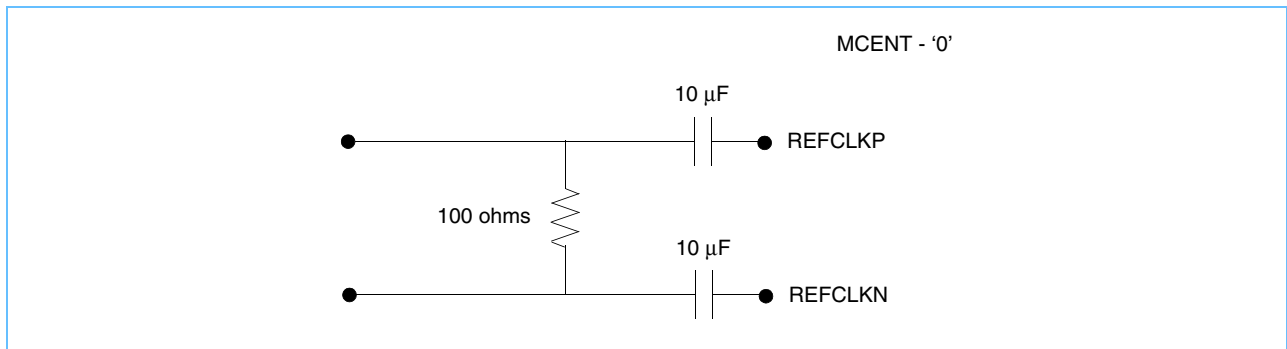 MCENT - ‘0’
10 μF
REFCLKP
100 ohms
10 μF
REFCLKN